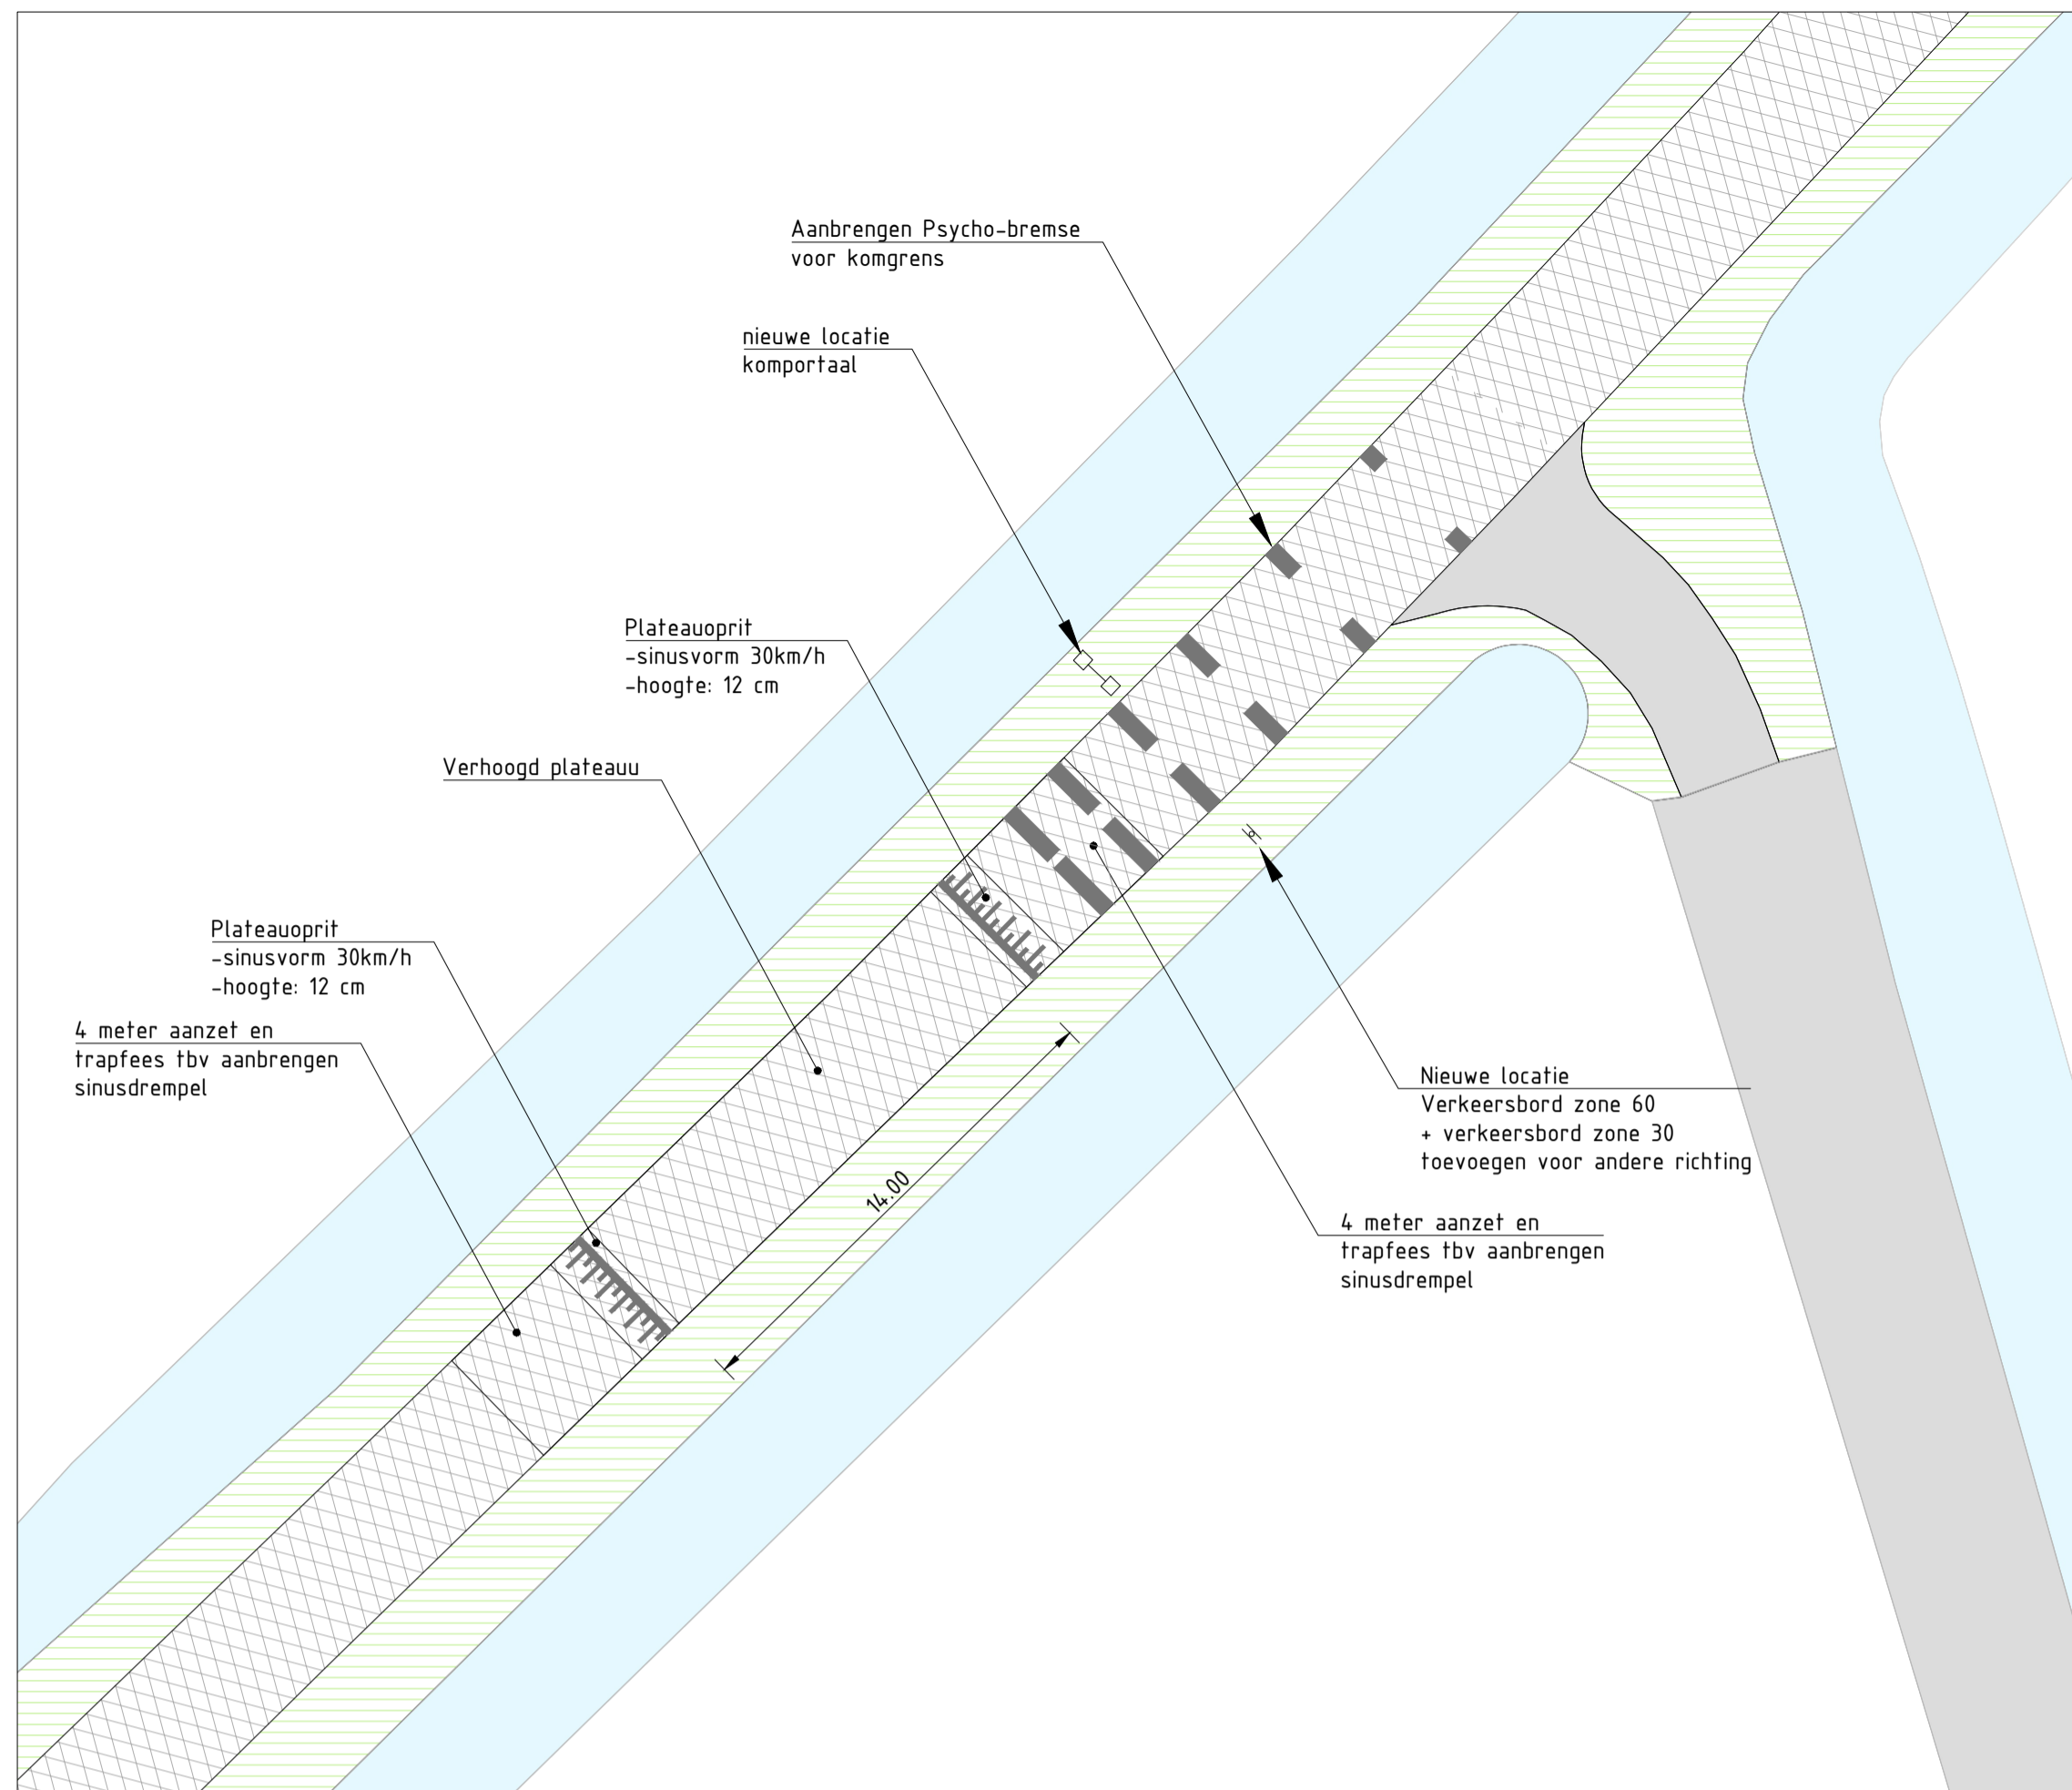 Aanbrengen Psycho-bremse
voor komgrens
nieuwe locatie
komportaal
Plateauoprit
-sinusvorm 30km/h
-hoogte: 12 cm
Verhoogd plateauu
Plateauoprit
-sinusvorm 30km/h
-hoogte: 12 cm
4 meter aanzet en
trapfees tbv aanbrengen
sinusdrempel
14.00
Nieuwe locatie
Verkeersbord zone 60
+ verkeersbord zone 30
toevoegen voor andere richting
4 meter aanzet en
trapfees tbv aanbrengen
sinusdrempel